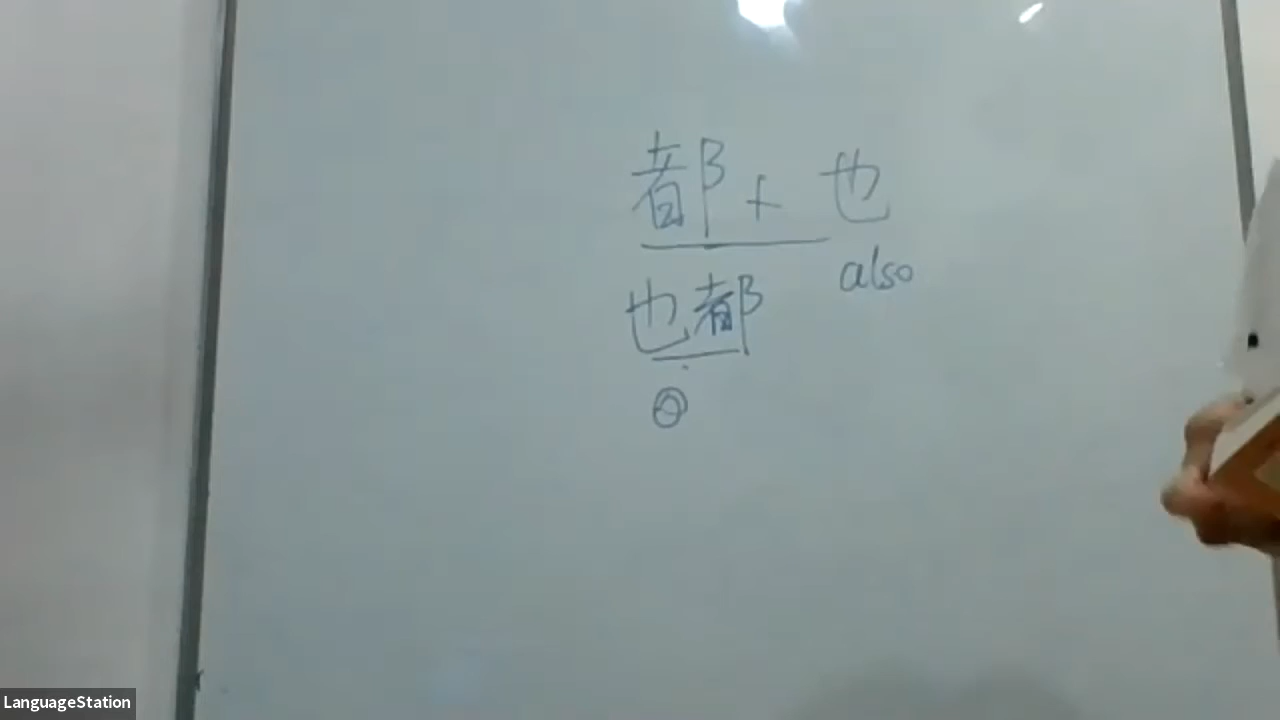 都 + 也
also
也都
LanguageStation